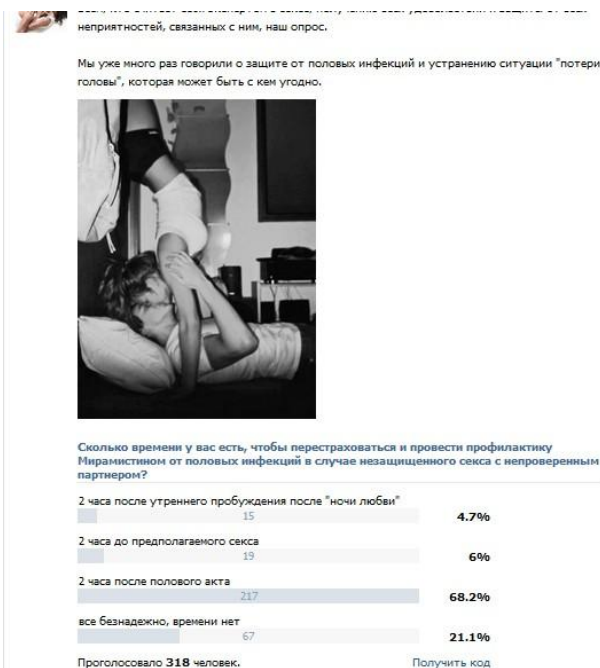 неприятностей, связанных с ним, наш опрос.
Мы уже много раз говорили о защите от половых инфекций и устранению ситуации "потери
головы", которая может быть с кем угодно.
Сколько времени у вас есть, чтобы перестраховаться и провести профилактику
Мирамистином от половых инфекций в случае незащищенного секса с непроверенным
партнером?
2 часа после утреннего пробуждения после "ночи любви"
15 4.7%
2 часа до предполагаемого секса
19 6%
2 часа после полового акта
217 68.2%
все безнадежно, времени нет
67 21.1%
Проголосовало 318 человек. Получить код